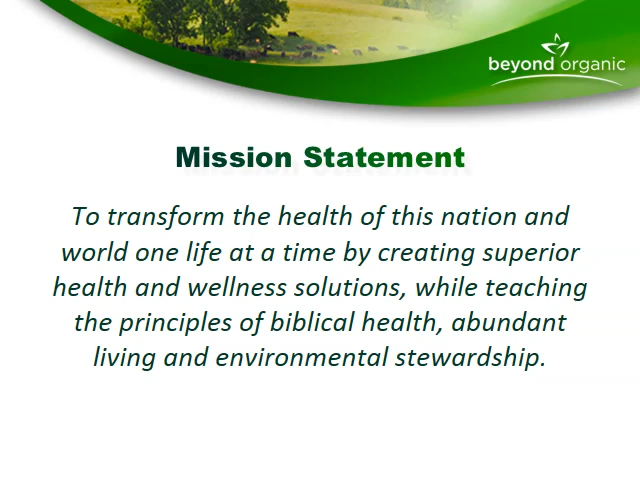 beyond organic
Mission Statement
To transform the health of this nation and
world one life at a time by creating superior
health and wellness solutions, while teaching
the principles of biblical health, abundant
living and environmental stewardship.